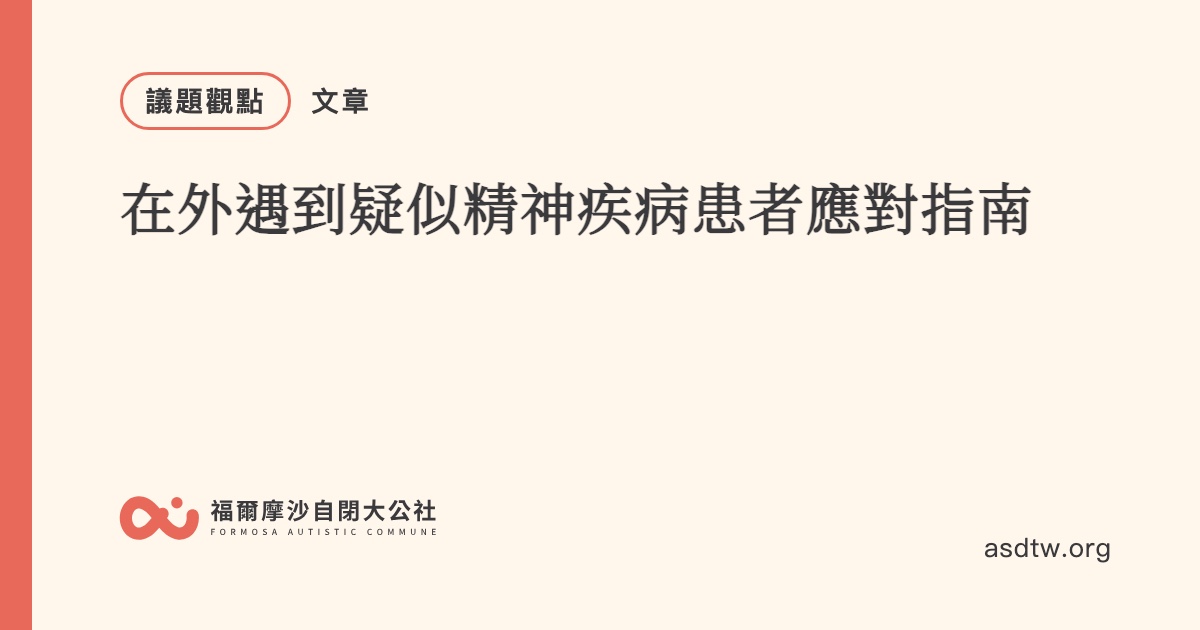 議題觀點 文章
在外遇到疑似精神疾病患者應對指南
福爾摩沙自閉大公社
FORMOSA AUTISTIC COMMUNE
asdtw.org